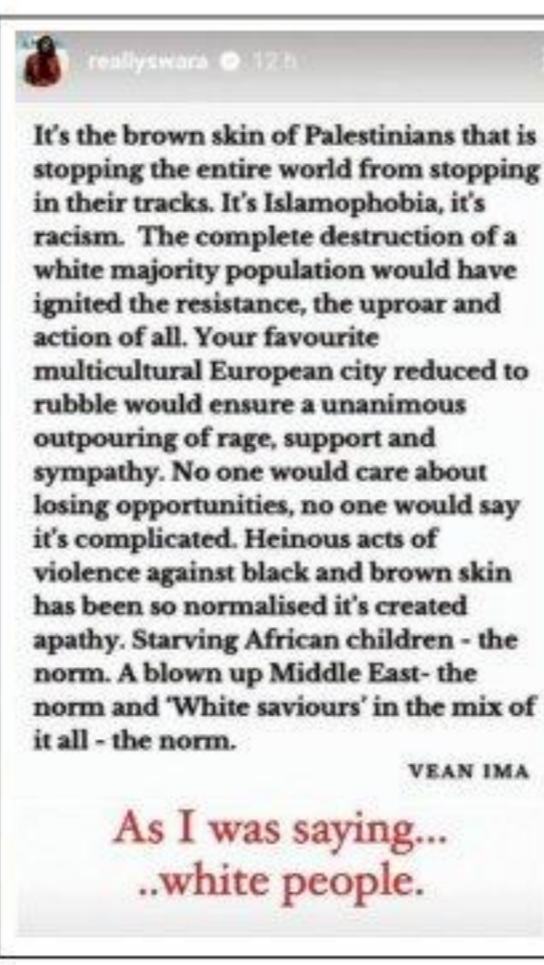 reallyswara 12 h
It's the brown skin of Palestinians that is
stopping the entire world from stopping
in their tracks. It's Islamophobia, it's
racism. The complete destruction of a
white majority population would have
ignited the resistance, the uproar and
action of all. Your favourite
multicultural European city reduced to
rubble would ensure a unanimous
outpouring of rage, support and
sympathy. No one would care about
losing opportunities, no one would say
it's complicated. Heinous acts of
violence against black and brown skin
has been so normalised it's created
apathy. Starving African children - the
norm. A blown up Middle East- the
norm and 'White saviours' in the mix of
it all - the norm.
VEAN IMA
As I was saying...
..white people.